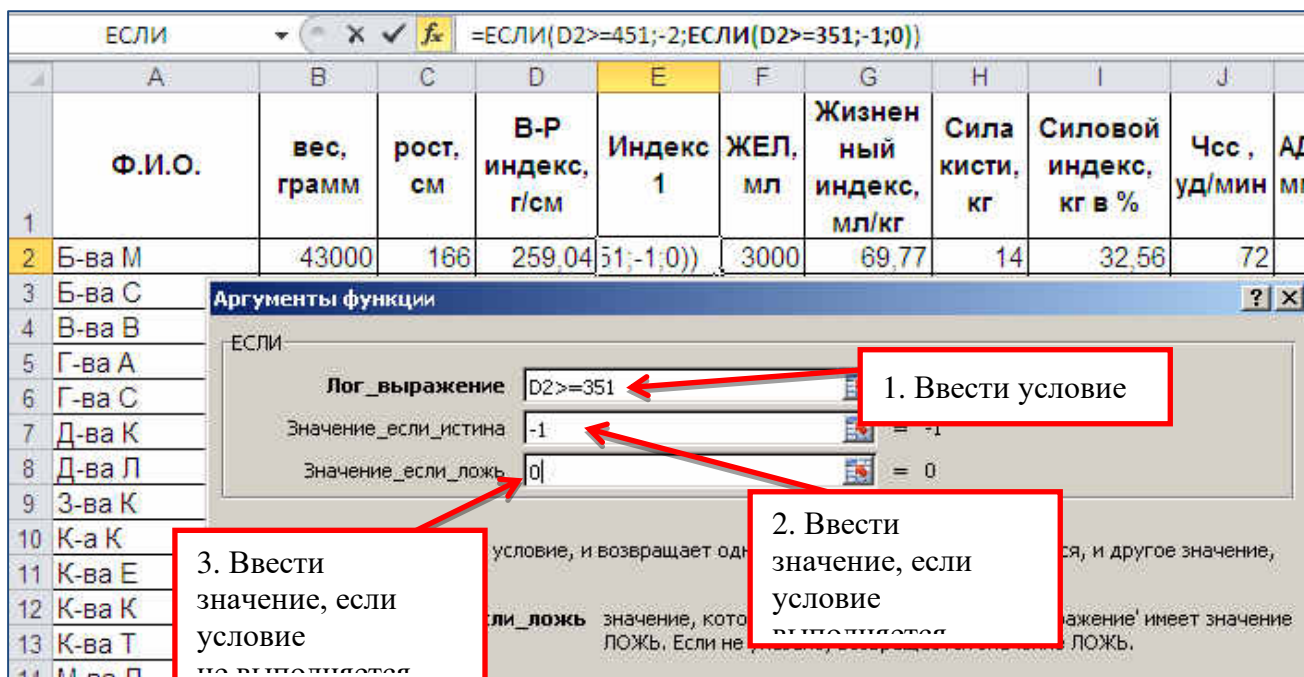 ЕСЛИ fx =ЕСЛИ(D2>=451;-2;ЕСЛИ(D2>=351;-1;0))
A B C D E F G H I J
1 Ф.И.О. вес, грамм рост, см В-Р индекс, г/см Индекс 1 ЖЕЛ, мл Жизнен ный индекс, мл/кг Сила кисти, кг Силовой индекс, кг в % Чсс , уд/мин
2 Б-ва М 43000 166 259,04 51;-1;0)) 3000 69,77 14 32,56 72
3 Б-ва С
Аргументы функции ? X
4 В-ва В
ЕСЛИ
5 Г-ва А
Лог_выражение D2>=351
1. Ввести условие
6 Г-ва С
7 Д-ва К
Значение_если_истина -1 = -1
8 Д-ва Л
Значение_если_ложь 0 = 0
9 З-ва К
10 К-а К
условие, и возвращает
и другое значение,
2. Ввести
значение, если
условие
выполняется
11 К-ва Е
3. Ввести
значение, если
условие
не выполняется
12 К-ва К
значение,
имеет значение
13 К-ва Т
ЛОЖЬ. Если не
ЛОЖЬ.
14